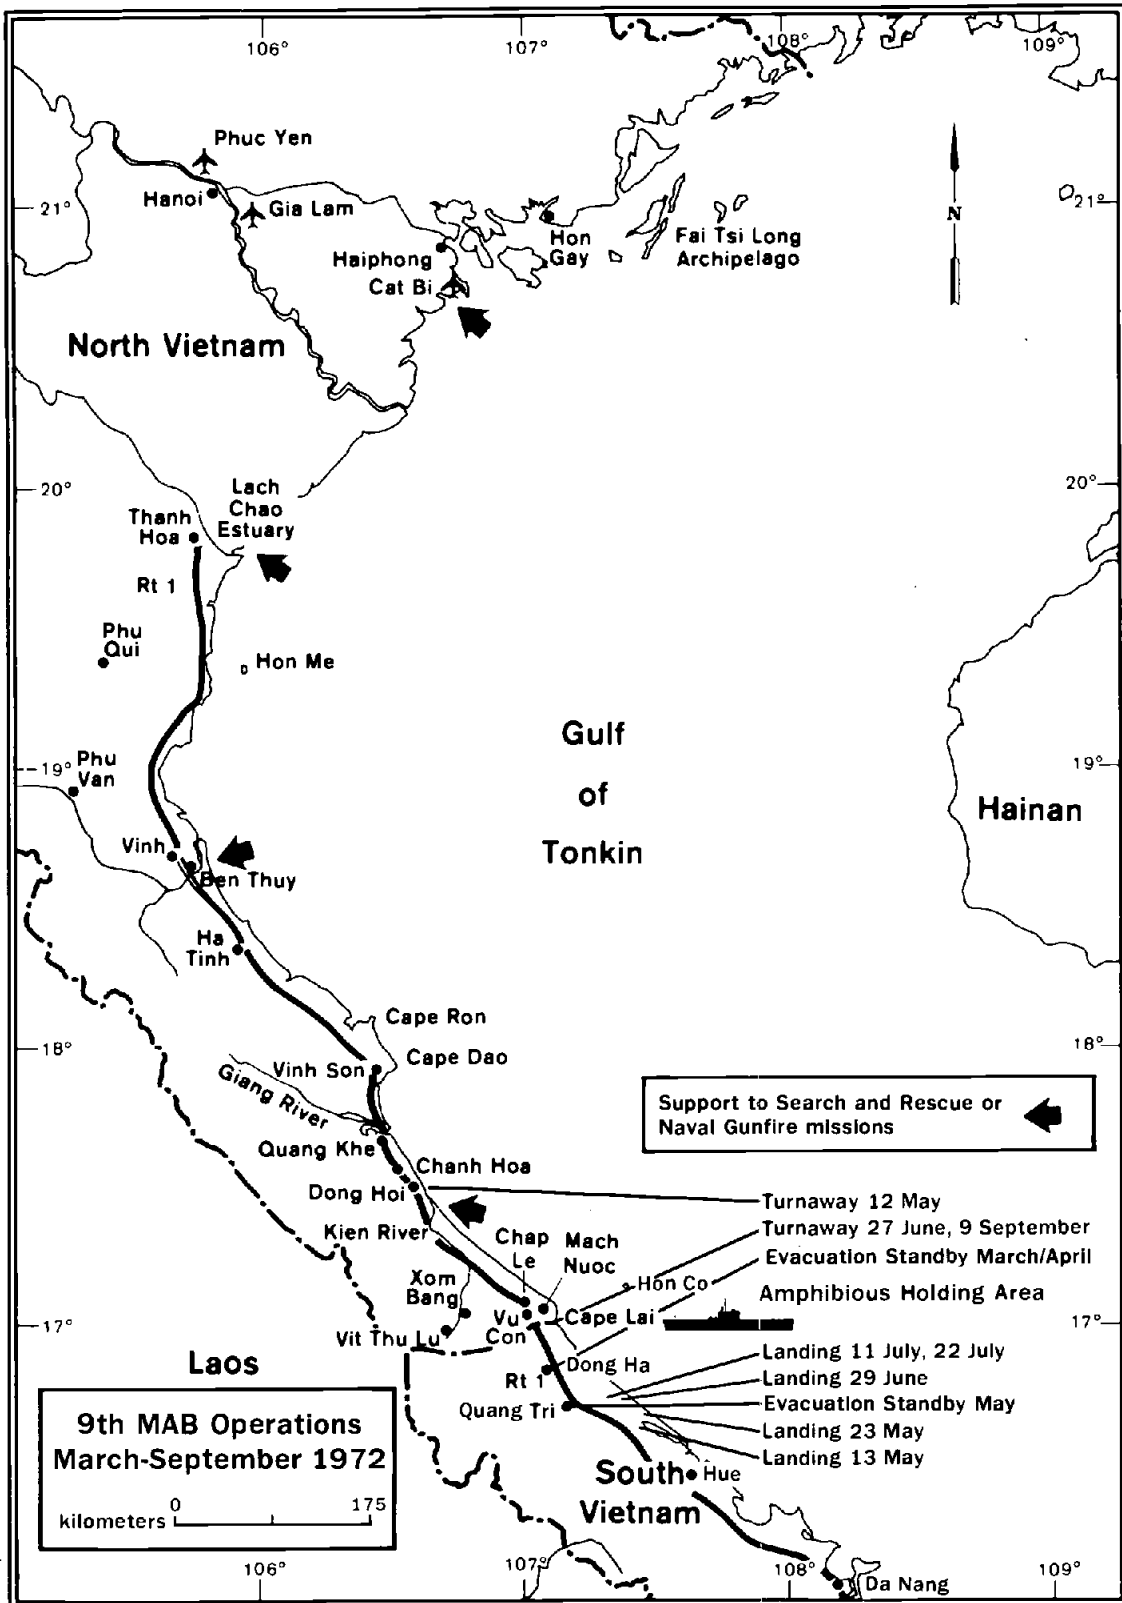 106°
107°
108°
109°
Phuc Yen
Hanoi
21°
Gia Lam
Hon
Gay
Fai Tsi Long
Archipelago
N
21°
Haiphong
Cat Bi
North Vietnam
20°
Lach
Chao
Estuary
20°
Thanh
Hoa
Rt 1
Phu
Qui
Hon Me
Gulf
of
Tonkin
Phu
Van
19°
19°
Hainan
Vinh
Ben Thuy
Ha
Tinh
Cape Ron
18°
Vinh Son
Cape Dao
18°
Giang River
Support to Search and Rescue or
Naval Gunfire missions
Quang Khe
Chanh Hoa
Dong Hoi
Turnaway 12 May
Kien River
Chap
Le
Mach
Nuoc
Turnaway 27 June, 9 September
Evacuation Standby March/April
Xom
Bang
Hon Co
Amphibious Holding Area
Vu
Con
Cape Lai
17°
17°
Vit Thu Lu
Laos
Dong Ha
Rt 1
Landing 11 July, 22 July
Landing 29 June
Quang Tri
Evacuation Standby May
Landing 23 May
Landing 13 May
9th MAB Operations
March-September 1972
0
175
kilometers
South
Vietnam
Hue
106°
107°
108°
109°
Da Nang